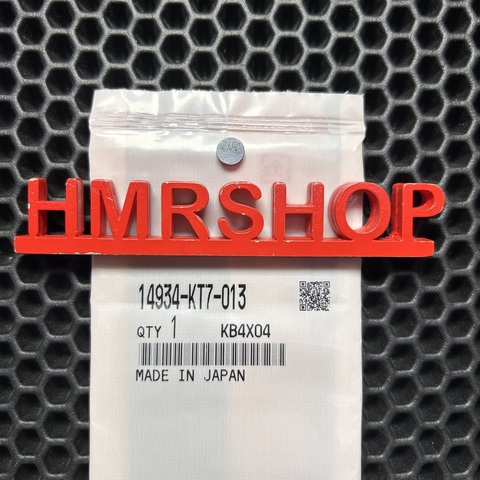 HMRSHOP
14934-KT7-013
QTY 1 KB4X04
MADE IN JAPAN